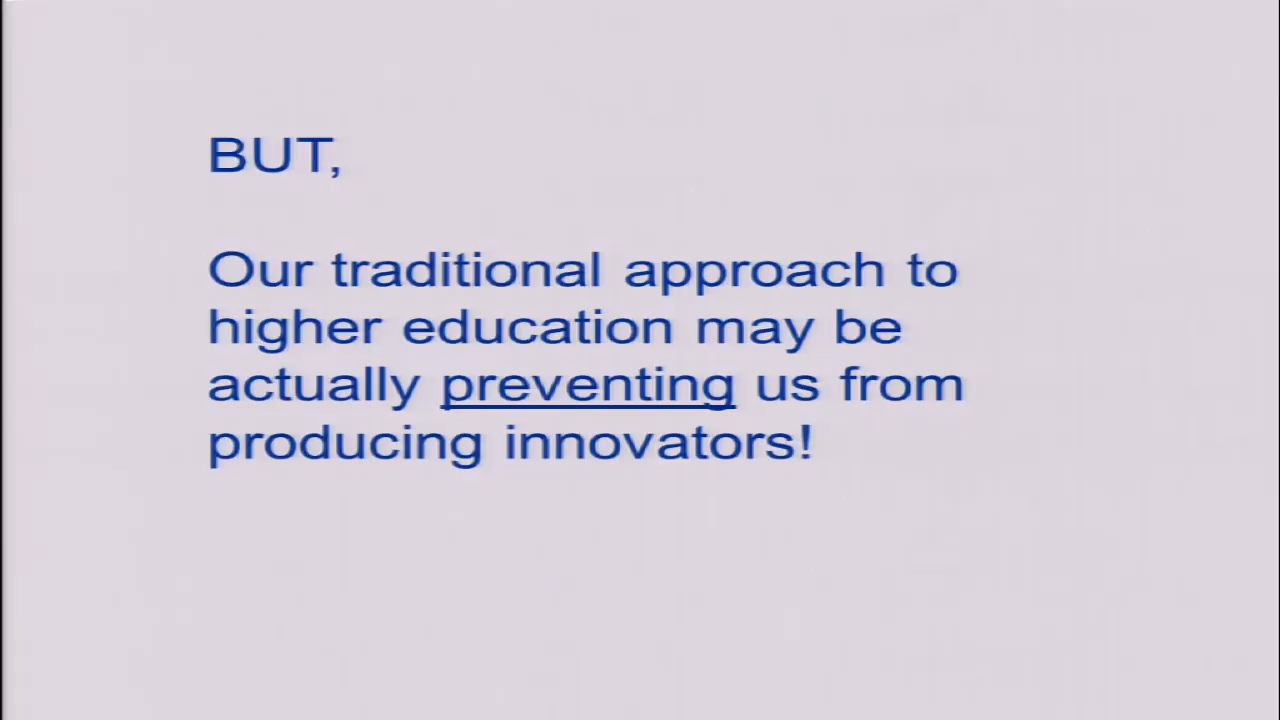 BUT,
Our traditional approach to
higher education may be
actually preventing us from
producing innovators!